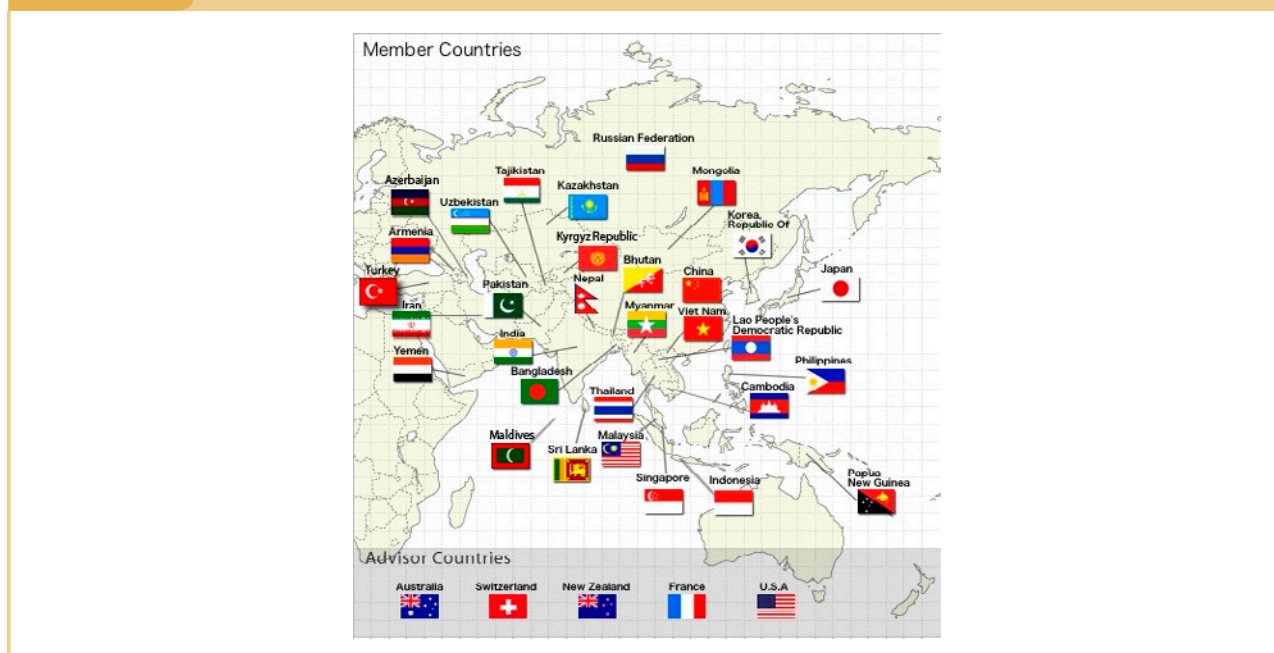 Member Countries
Russian Federation
Tajikistan
Mongolia
Azerbaijan
Kazakhstan
Uzbekistan
Korea,
Republic Of
Armenia
Kyrgyz Republic
Bhutan
Turkey
China
Japan
Nepal
Pakistan
Iran
Myanmar
Viet Nam
Lao People's
Democratic Republic
India
Yemen
Philippines
Bangladesh
Cambodia
Thailand
Maldives
Malaysia
Sri Lanka
Papua
New Guinea
Singapore
Indonesia
Advisor Countries
Australia
Switzerland
New Zealand
France
U.S.A